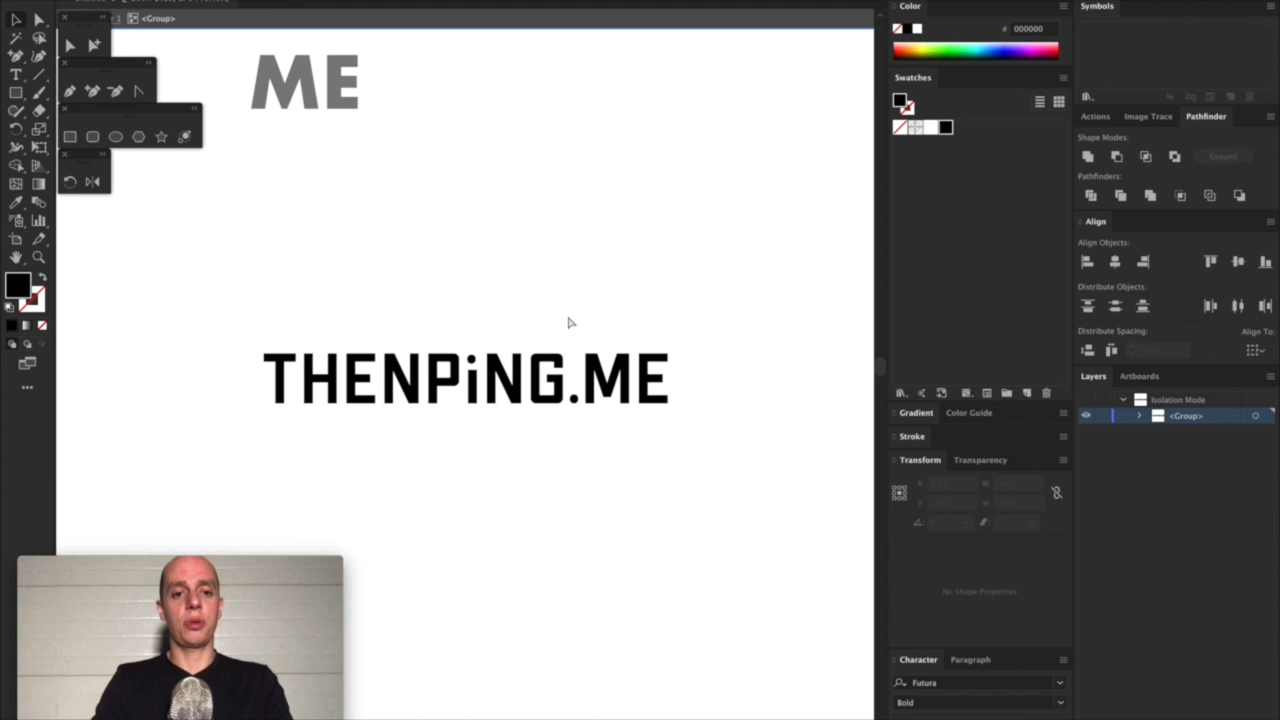 1
<Group>
ME
THENPiNG.ME
Color
# 000000
Swatches
Gradient
Color Guide
Stroke
Transform
Transparency
X:
W:
Y:
H:
No Shape Properties
Character
Paragraph
Futura
Bold
Symbols
Actions
Image Trace
Pathfinder
Shape Modes:
Expand
Pathfinders:
Align
Align Objects:
Distribute Objects:
Distribute Spacing:
Align To:
Layers
Artboards
Isolation Mode
<Group>